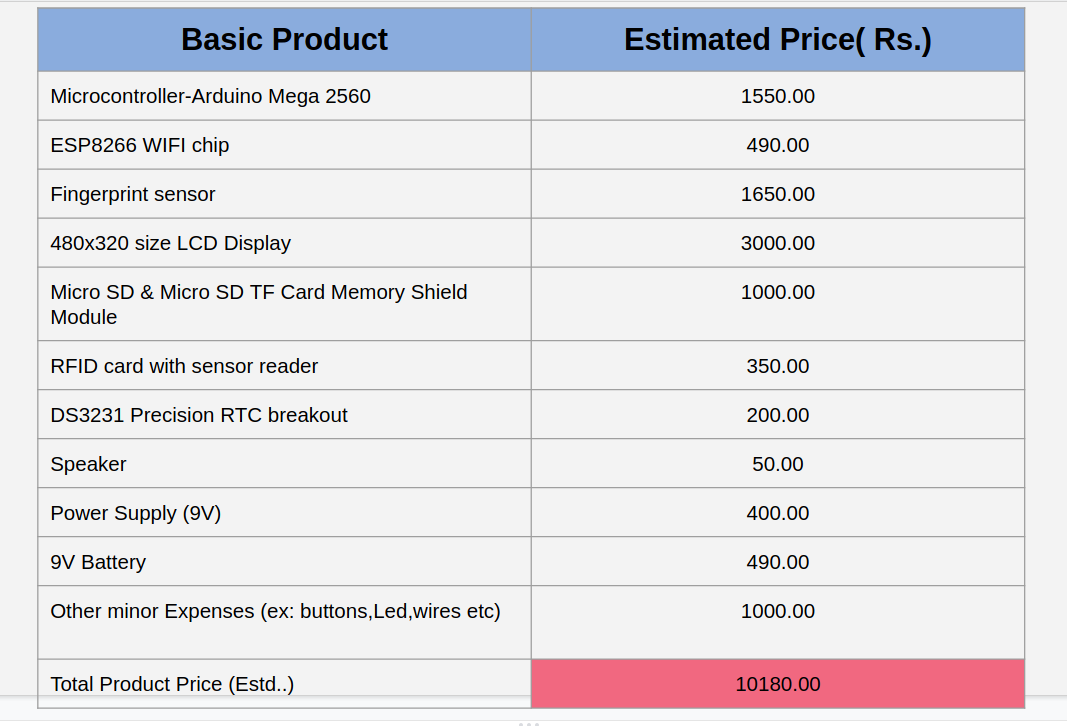 Basic Product Estimated Price( Rs.)
Microcontroller-Arduino Mega 2560 1550.00
ESP8266 WIFI chip 490.00
Fingerprint sensor 1650.00
480x320 size LCD Display 3000.00
Micro SD & Micro SD TF Card Memory Shield 1000.00
Module
RFID card with sensor reader 350.00
DS3231 Precision RTC breakout 200.00
Speaker 50.00
Power Supply (9V) 400.00
9V Battery 490.00
Other minor Expenses (ex: buttons,Led,wires etc) 1000.00
Total Product Price (Estd..) 10180.00